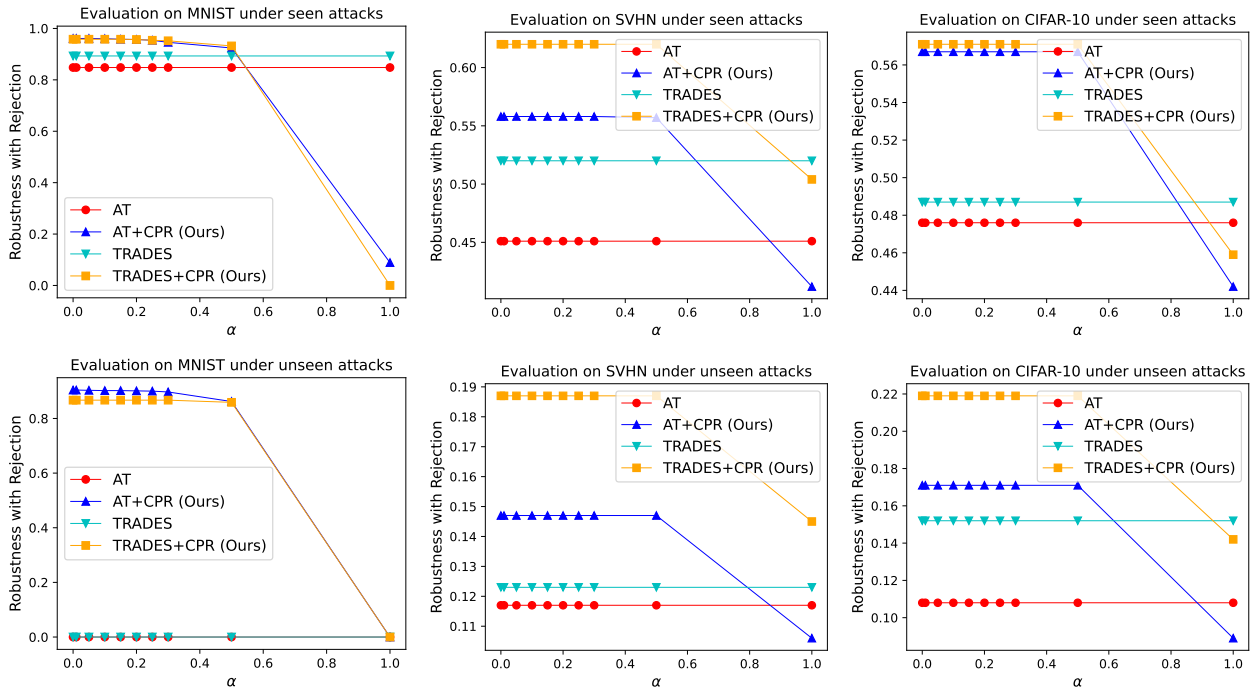 Evaluation on MNIST under seen attacks
Robustness with Rejection
1.0
0.8
0.6
0.4
0.2
0.0
AT
AT+CPR (Ours)
TRADES
TRADES+CPR (Ours)
0.0 0.2 0.4 0.6 0.8 1.0
α
Evaluation on SVHN under seen attacks
Robustness with Rejection
0.60
0.55
0.50
0.45
AT
AT+CPR (Ours)
TRADES
TRADES+CPR (Ours)
0.0 0.2 0.4 0.6 0.8 1.0
α
Evaluation on CIFAR-10 under seen attacks
Robustness with Rejection
0.56
0.54
0.52
0.50
0.48
0.46
0.44
AT
AT+CPR (Ours)
TRADES
TRADES+CPR (Ours)
0.0 0.2 0.4 0.6 0.8 1.0
α
Evaluation on MNIST under unseen attacks
Robustness with Rejection
0.8
0.6
0.4
0.2
0.0
AT
AT+CPR (Ours)
TRADES
TRADES+CPR (Ours)
0.0 0.2 0.4 0.6 0.8 1.0
α
Evaluation on SVHN under unseen attacks
Robustness with Rejection
0.19
0.18
0.17
0.16
0.15
0.14
0.13
0.12
0.11
AT
AT+CPR (Ours)
TRADES
TRADES+CPR (Ours)
0.0 0.2 0.4 0.6 0.8 1.0
α
Evaluation on CIFAR-10 under unseen attacks
Robustness with Rejection
0.22
0.20
0.18
0.16
0.14
0.12
0.10
AT
AT+CPR (Ours)
TRADES
TRADES+CPR (Ours)
0.0 0.2 0.4 0.6 0.8 1.0
α